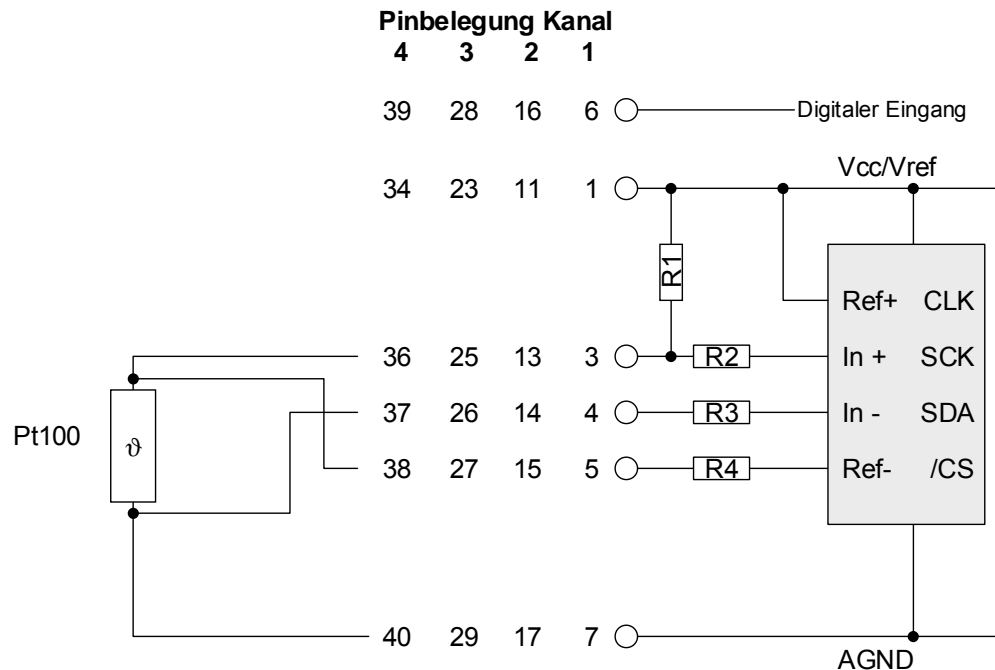 Pinbelegung Kanal
4 3 2 1
39 28 16 6 Digitaler Eingang
Vcc/Vref
34 23 11 1
R1
Ref+ CLK
36 25 13 3 R2 In + SCK
37 26 14 4 R3 In - SDA
Pt100 ϑ
38 27 15 5 R4 Ref- /CS
40 29 17 7
AGND